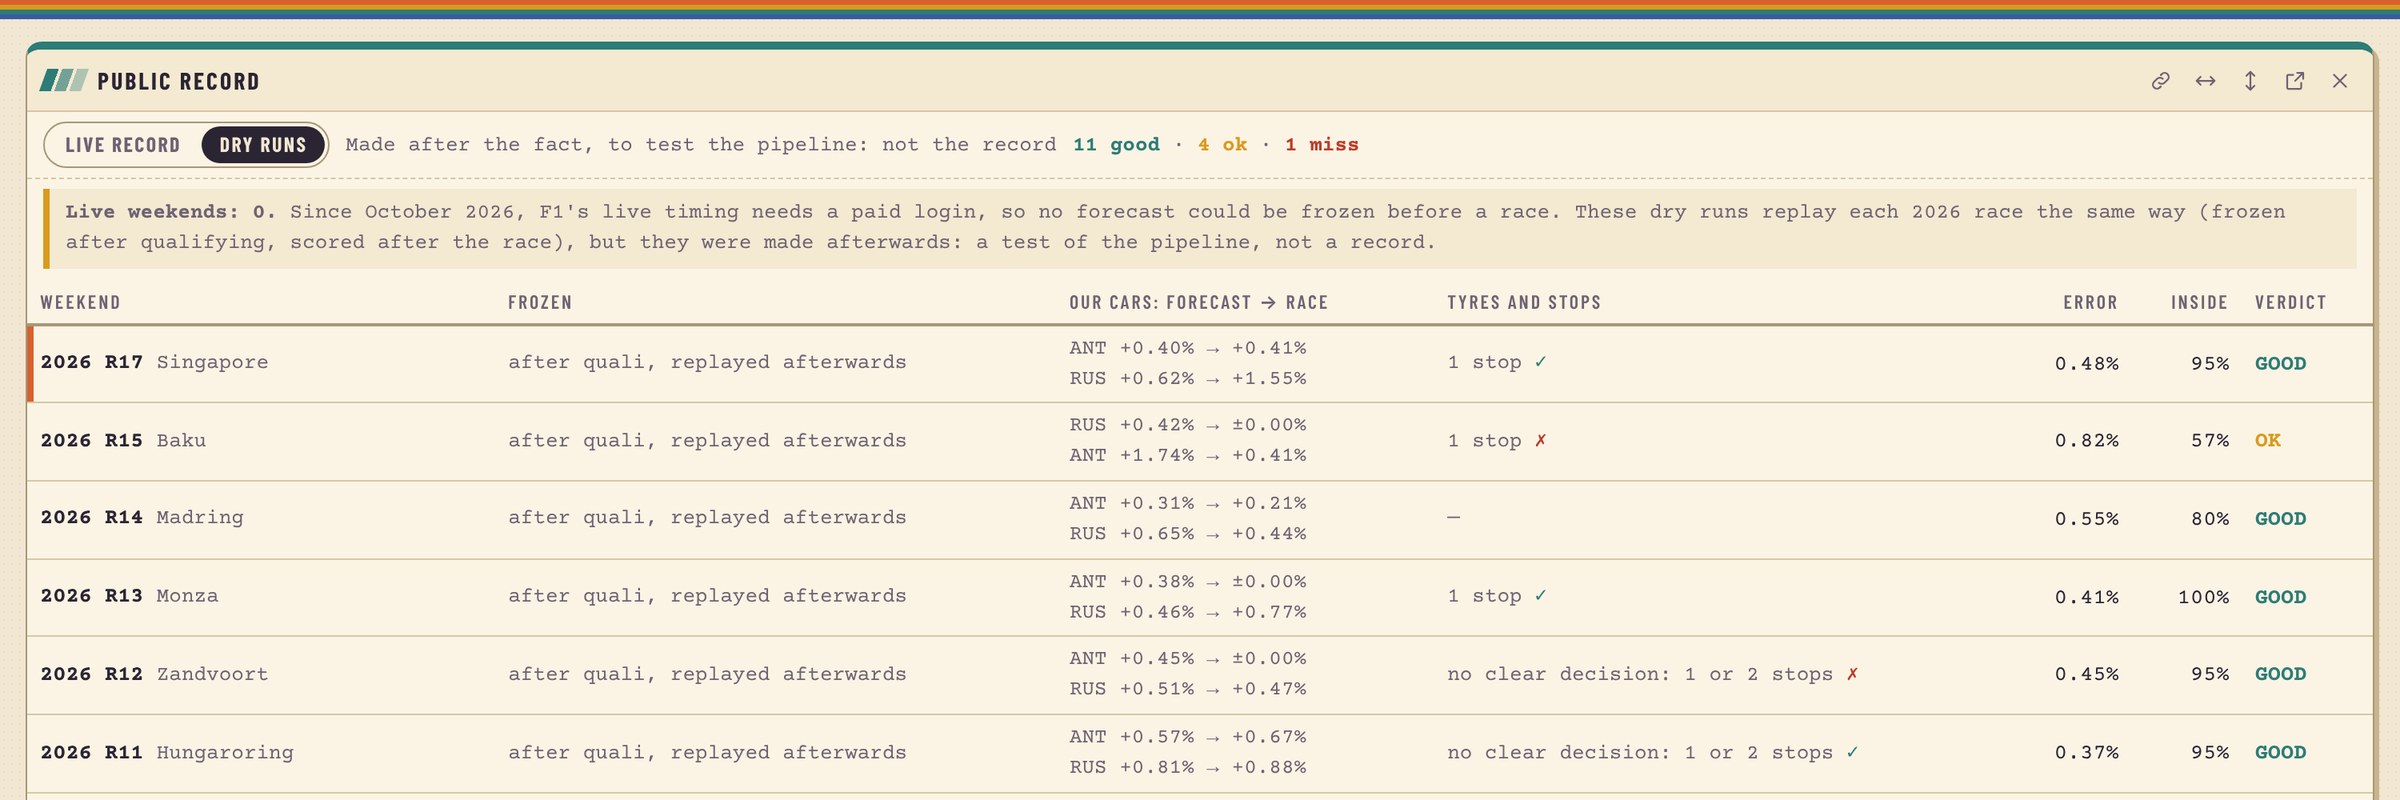 PUBLIC RECORD
LIVE RECORD DRY RUNS Made after the fact, to test the pipeline: not the record 11 good · 4 ok · 1 miss
Live weekends: 0. Since October 2026, F1's live timing needs a paid login, so no forecast could be frozen before a race. These dry runs replay each 2026 race the same way (frozen
after qualifying, scored after the race), but they were made afterwards: a test of the pipeline, not a record.
WEEKEND FROZEN OUR CARS: FORECAST → RACE TYRES AND STOPS ERROR INSIDE VERDICT
2026 R17 Singapore after quali, replayed afterwards ANT +0.40% → +0.41% 1 stop ✓ 0.48% 95% GOOD
RUS +0.62% → +1.55%
2026 R15 Baku after quali, replayed afterwards RUS +0.42% → ±0.00% 1 stop ✗ 0.82% 57% OK
ANT +1.74% → +0.41%
2026 R14 Madring after quali, replayed afterwards ANT +0.31% → +0.21% — 0.55% 80% GOOD
RUS +0.65% → +0.44%
2026 R13 Monza after quali, replayed afterwards ANT +0.38% → ±0.00% 1 stop ✓ 0.41% 100% GOOD
RUS +0.46% → +0.77%
2026 R12 Zandvoort after quali, replayed afterwards ANT +0.45% → ±0.00% no clear decision: 1 or 2 stops ✗ 0.45% 95% GOOD
RUS +0.51% → +0.47%
2026 R11 Hungaroring after quali, replayed afterwards ANT +0.57% → +0.67% no clear decision: 1 or 2 stops ✓ 0.37% 95% GOOD
RUS +0.81% → +0.88%